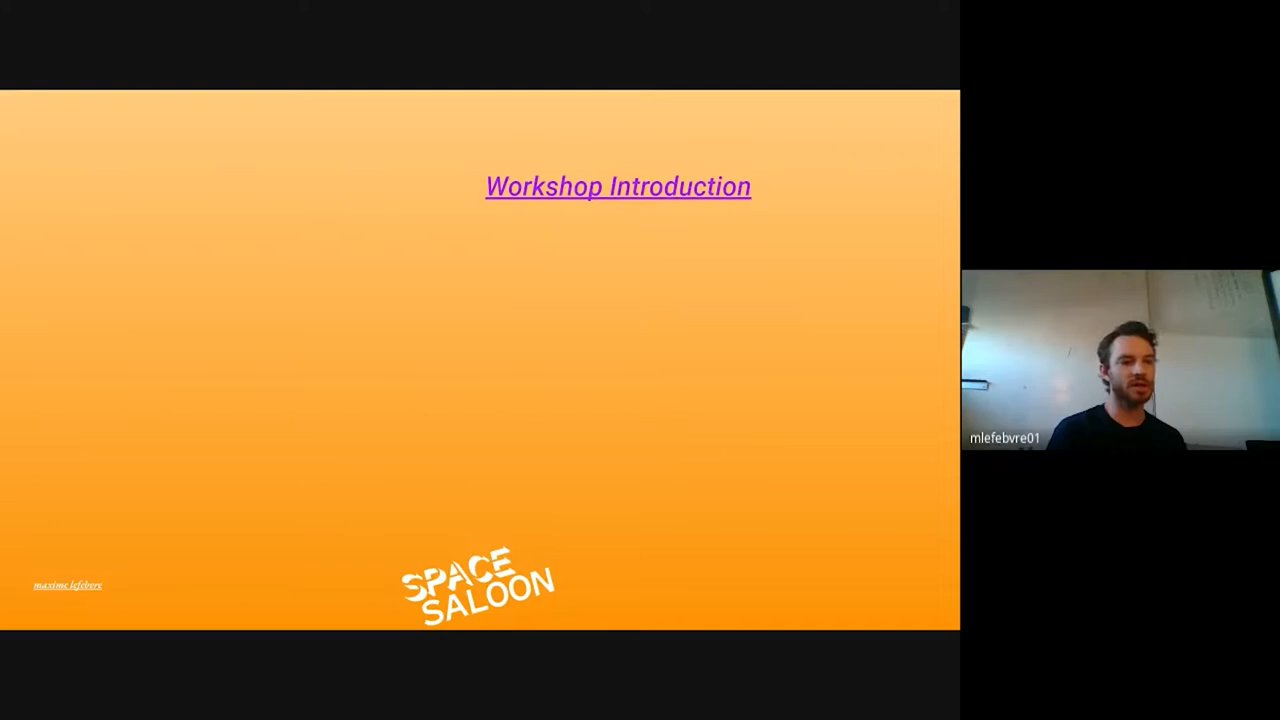 Workshop Introduction
mlefebvre01
SPACE
SALOON
maxime lefebvre